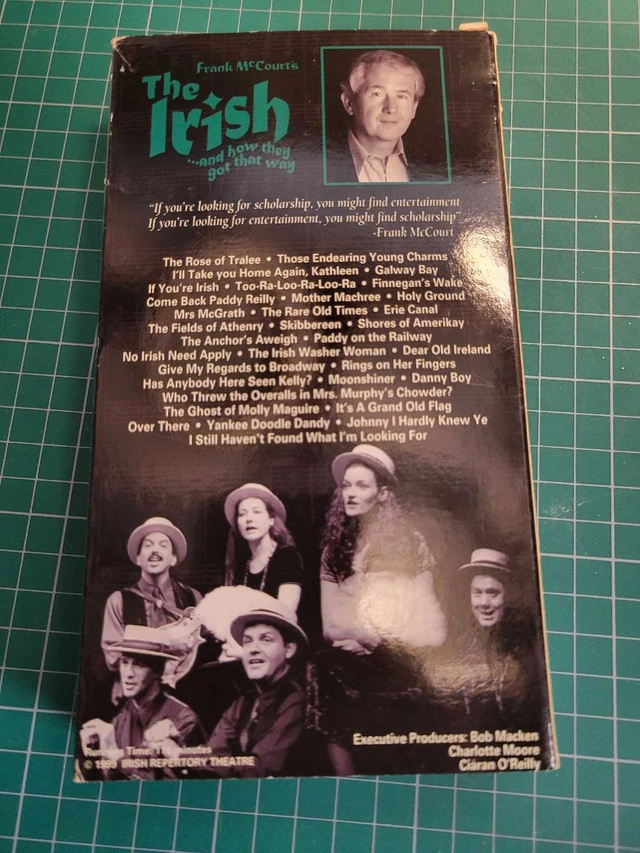 Frank McCourt's
The
Irish
...and how they
got that way
"If you're looking for scholarship, you might find entertainment
If you're looking for entertainment, you might find scholarship"
-Frank McCourt
The Rose of Tralee • Those Endearing Young Charms
I'll Take you Home Again, Kathleen • Galway Bay
If You're Irish • Too-Ra-Loo-Ra-Loo-Ra • Finnegan's Wake
Come Back Paddy Reilly • Mother Machree • Holy Ground
Mrs McGrath • The Rare Old Times • Erie Canal
The Fields of Athenry • Skibbereen • Shores of Amerikay
The Anchor's Aweigh • Paddy on the Railway
No Irish Need Apply • The Irish Washer Woman • Dear Old Ireland
Give My Regards to Broadway • Rings on Her Fingers
Has Anybody Here Seen Kelly? • Moonshiner • Danny Boy
Who Threw the Overalls in Mrs. Murphy's Chowder?
The Ghost of Molly Maguire • It's A Grand Old Flag
Over There • Yankee Doodle Dandy • Johnny I Hardly Knew Ye
I Still Haven't Found What I'm Looking For
Running Time: minutes
© 1999 IRISH REPERTORY THEATRE
Executive Producers: Bob Macken
Charlotte Moore
Ciáran O'Reilly